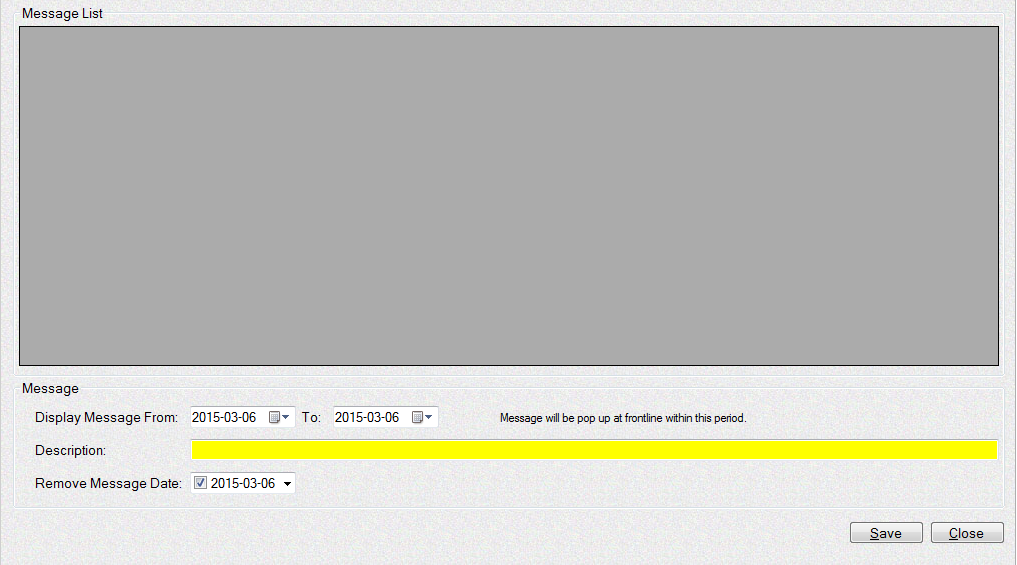 Message List
Message
Display Message From: 2015-03-06 To: 2015-03-06 Message will be pop up at frontline within this period.
Description:
Remove Message Date: 2015-03-06
Save Close